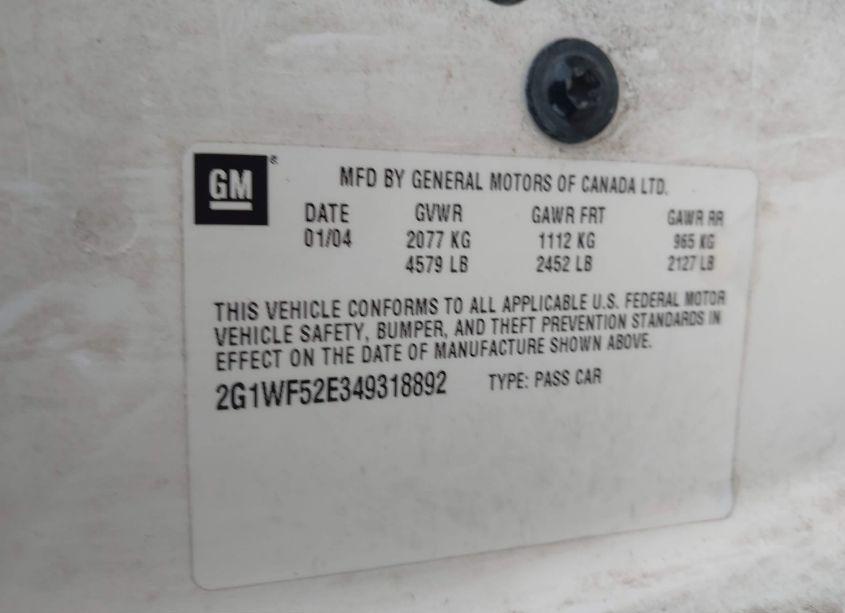 GM®
MFD BY GENERAL MOTORS OF CANADA LTD.
DATE GVWR GAWR FRT GAWR RR
01/04 2077 KG 1112 KG 965 KG
4579 LB 2452 LB 2127 LB
THIS VEHICLE CONFORMS TO ALL APPLICABLE U.S. FEDERAL MOTOR
VEHICLE SAFETY, BUMPER, AND THEFT PREVENTION STANDARDS IN
EFFECT ON THE DATE OF MANUFACTURE SHOWN ABOVE.
2G1WF52E349318892 TYPE: PASS CAR